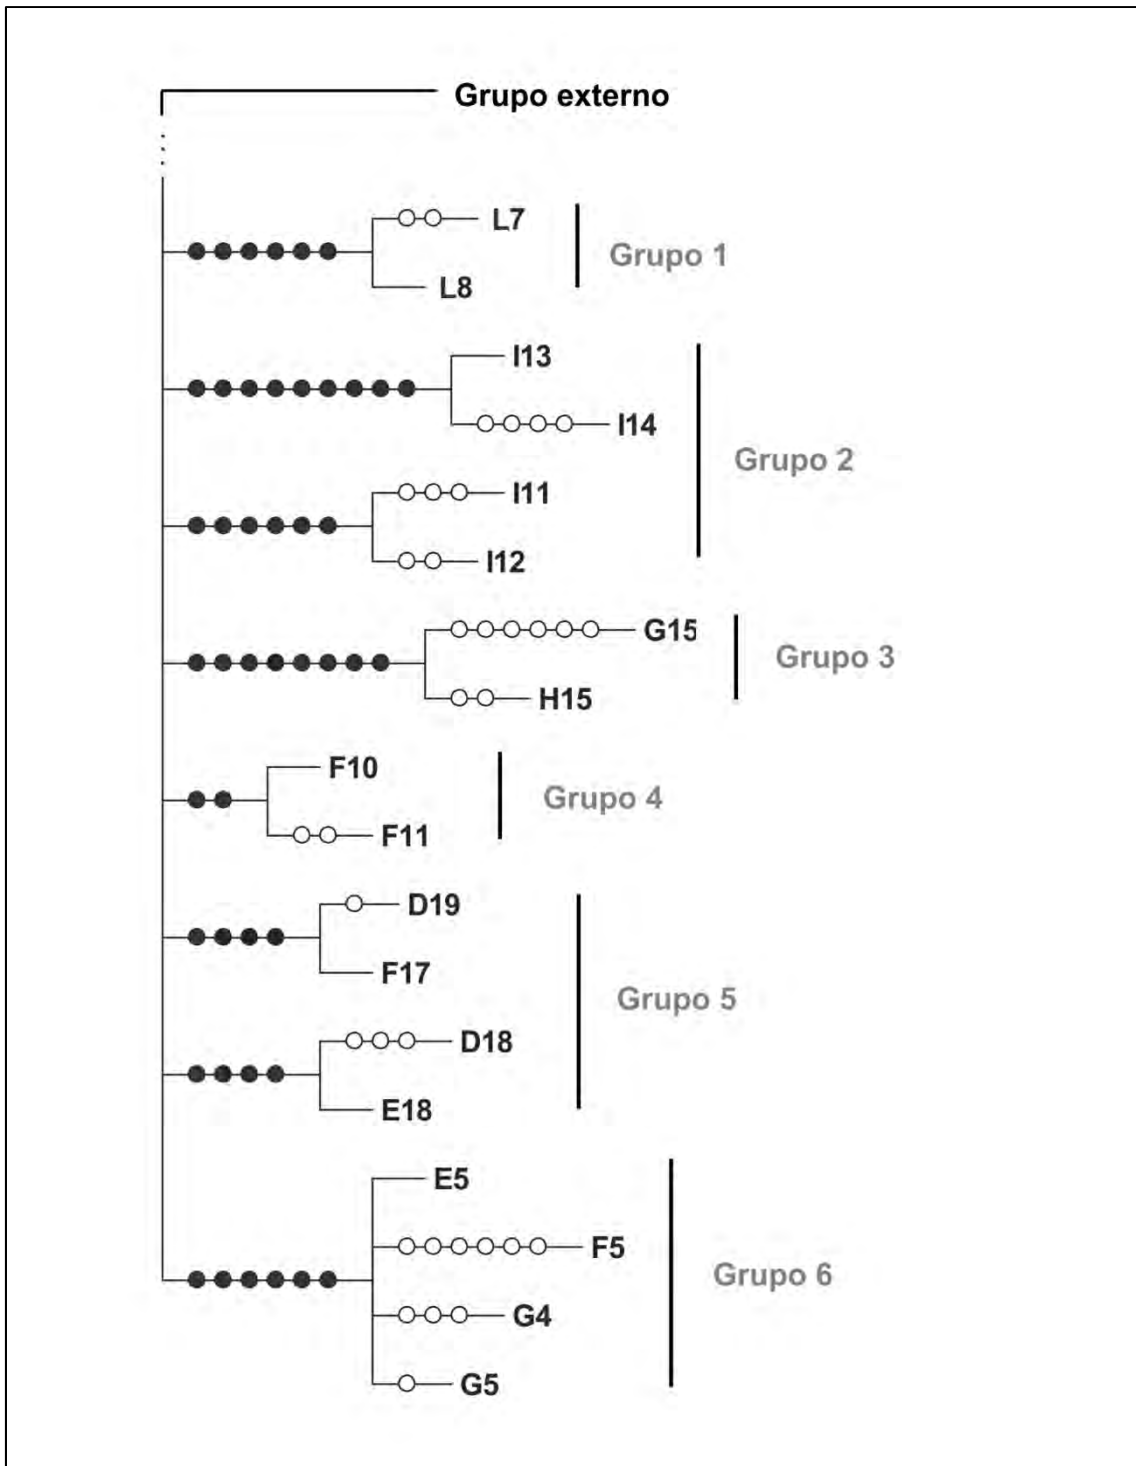 Grupo externo
L7
Grupo 1
L8
I13
I14
Grupo 2
I11
I12
G15
Grupo 3
H15
F10
Grupo 4
F11
D19
F17
Grupo 5
D18
E18
E5
F5
Grupo 6
G4
G5